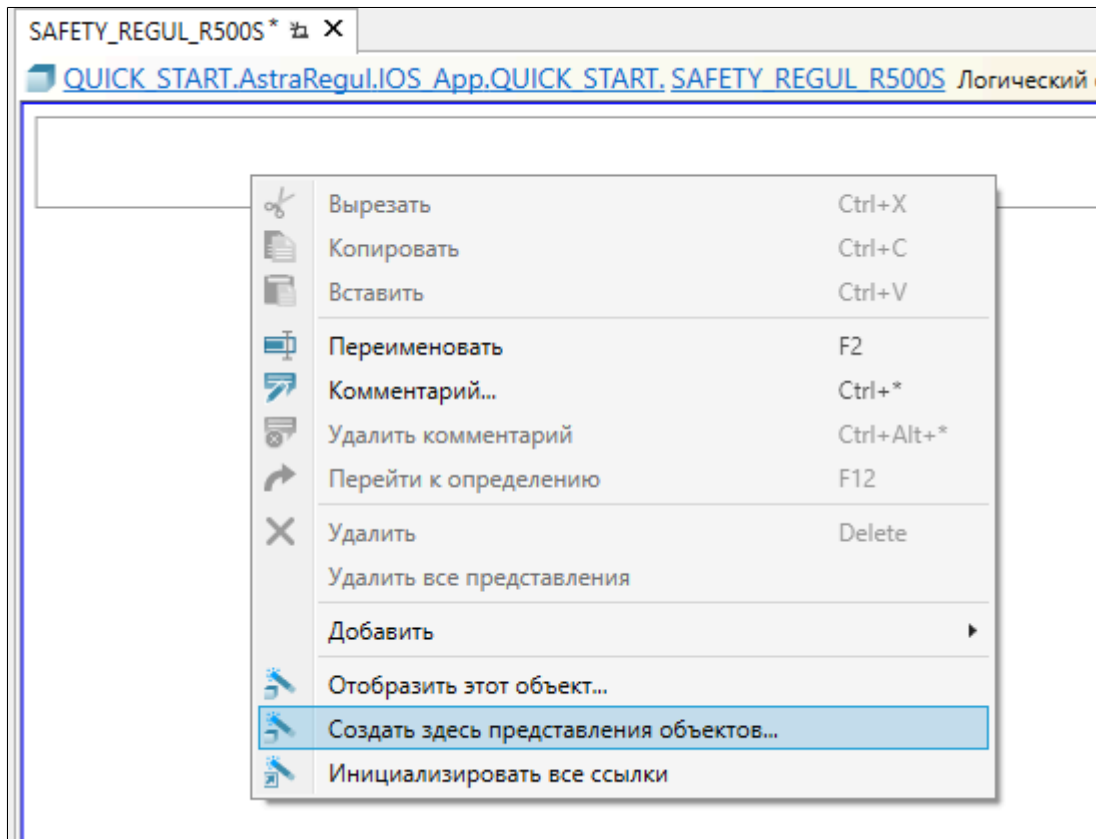 SAFETY_REGUL_R500S*
QUICK_START.AstraRegul.IOS_App.QUICK_START. SAFETY_REGUL_R500S Логический
Вырезать Ctrl+X
Копировать Ctrl+C
Вставить Ctrl+V
Переименовать F2
Комментарий... Ctrl+*
Удалить комментарий Ctrl+Alt+*
Перейти к определению F12
Удалить Delete
Удалить все представления
Добавить
Отобразить этот объект...
Создать здесь представления объектов...
Инициализировать все ссылки